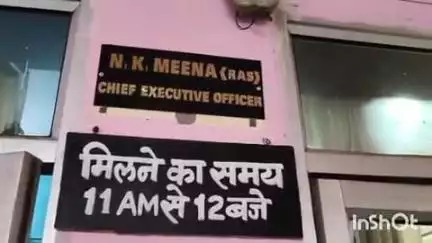 N. K. MEENA (RAS)
CHIEF EXECUTIVE OFFICER
मिलने का समय
11 AM से 12 बजे
InShOt